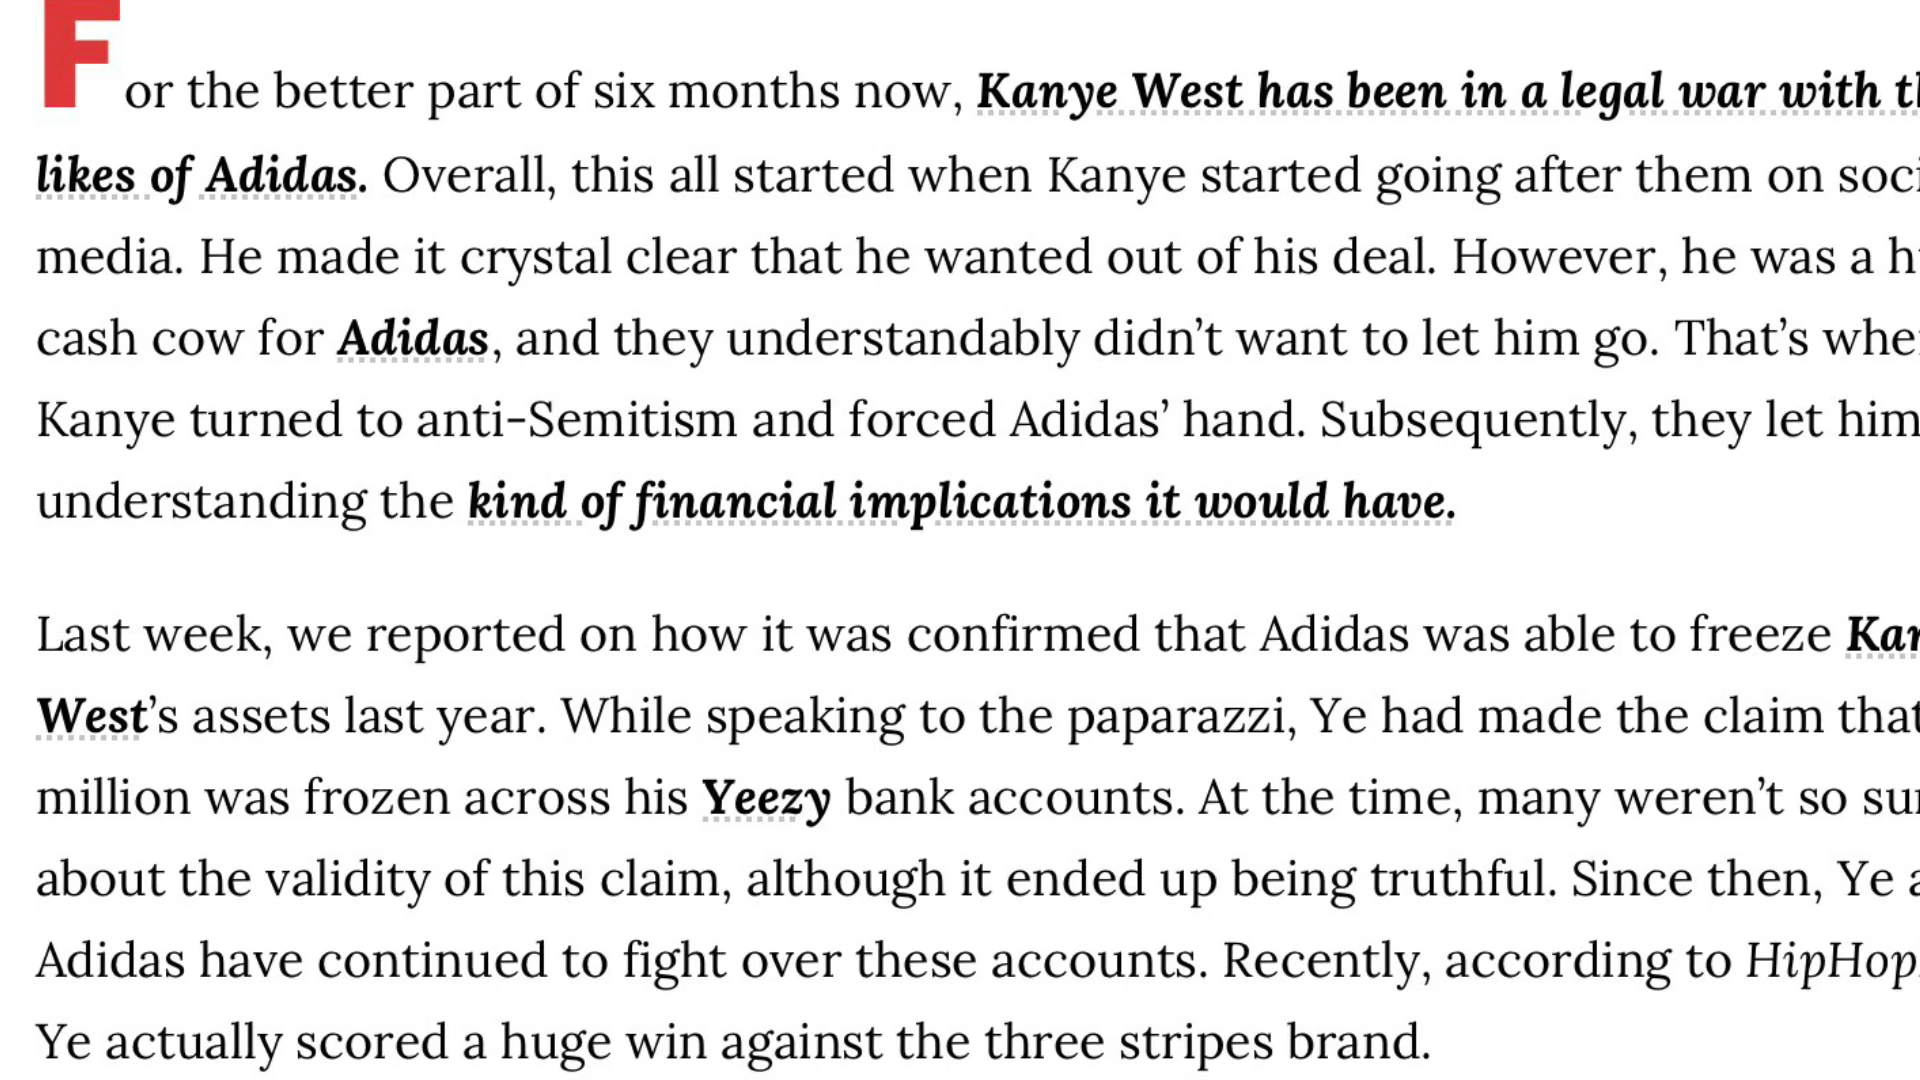 For the better part of six months now, Kanye West has been in a legal war with
likes of Adidas. Overall, this all started when Kanye started going after them on
media. He made it crystal clear that he wanted out of his deal. However, he was a
cash cow for Adidas, and they understandably didn’t want to let him go. That’s
Kanye turned to anti-Semitism and forced Adidas’ hand. Subsequently, they let him
understanding the kind of financial implications it would have.
Last week, we reported on how it was confirmed that Adidas was able to freeze
West’s assets last year. While speaking to the paparazzi, Ye had made the claim that
million was frozen across his Yeezy bank accounts. At the time, many weren’t so
about the validity of this claim, although it ended up being truthful. Since then, Ye
Adidas have continued to fight over these accounts. Recently, according to HipHop
Ye actually scored a huge win against the three stripes brand.